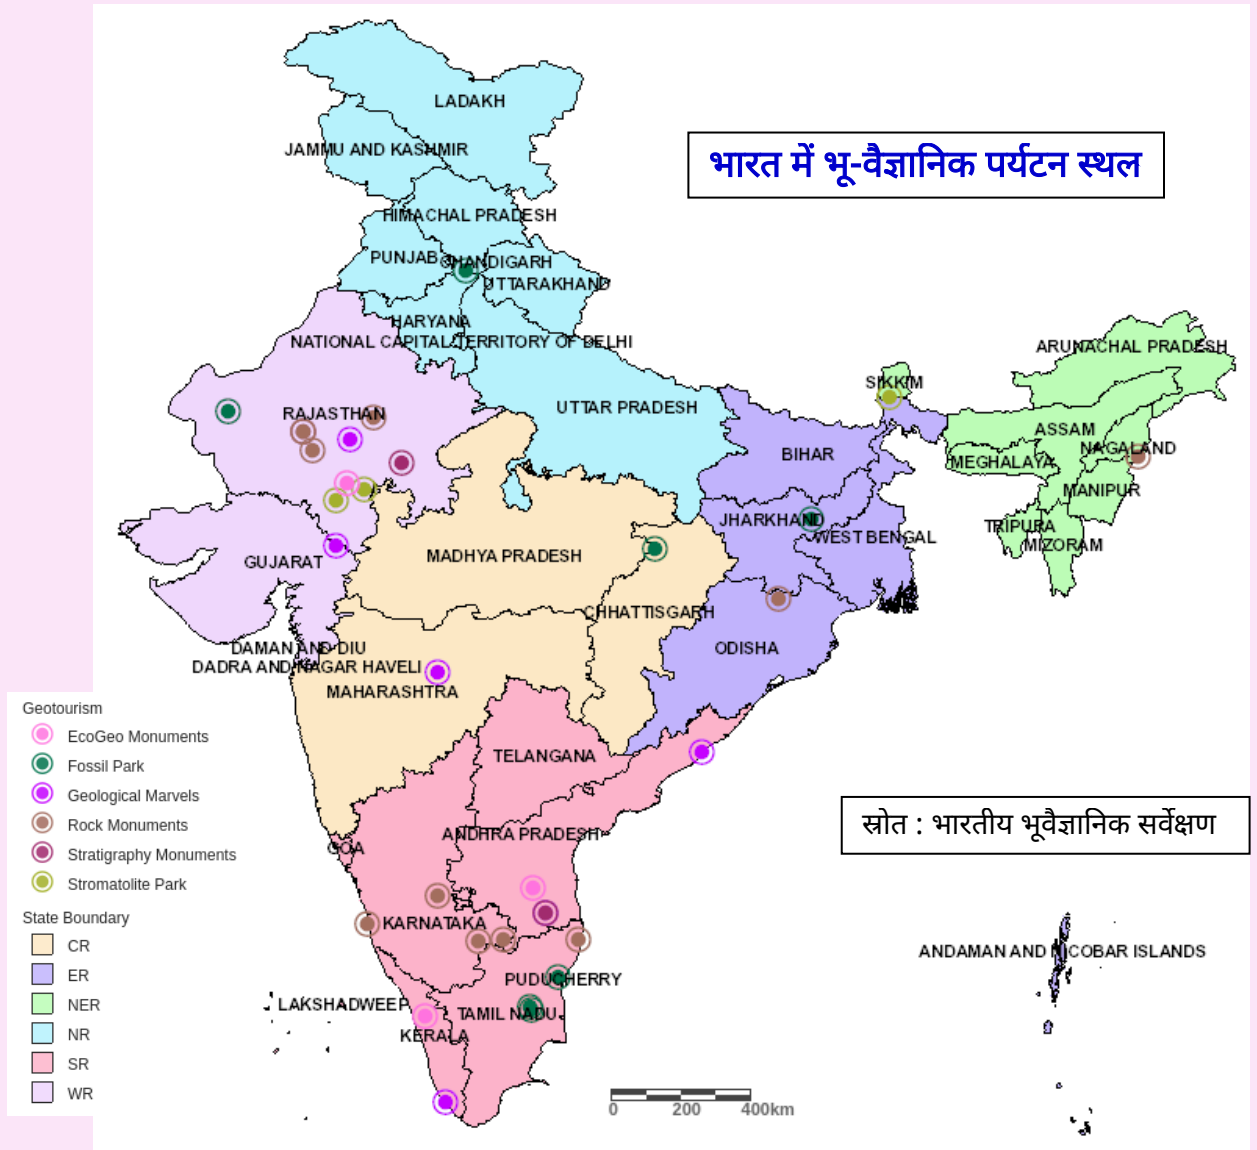 LADAKH
JAMMU AND KASHMIR
भारत में भू-वैज्ञानिक पर्यटन स्थल
HIMACHAL PRADESH
PUNJAB
CHANDIGARH
UTTARAKHAND
HARYANA
NATIONAL CAPITAL TERRITORY OF DELHI
ARUNACHAL PRADESH
SIKKIM
RAJASTHAN
UTTAR PRADESH
ASSAM
NAGALAND
BIHAR
MEGHALAYA
MANIPUR
JHARKHAND
TRIPURA
WEST BENGAL
MIZORAM
MADHYA PRADESH
GUJARAT
CHHATTISGARH
ODISHA
DAMAN AND DIU
DADRA AND NAGAR HAVELI
MAHARASHTRA
TELANGANA
ANDHRA PRADESH
GOA
KARNATAKA
PUDUCHERRY
LAKSHADWEEP
TAMIL NADU
KERALA
ANDAMAN AND NICOBAR ISLANDS
स्रोत : भारतीय भूवैज्ञानिक सर्वेक्षण
Geotourism
EcoGeo Monuments
Fossil Park
Geological Marvels
Rock Monuments
Stratigraphy Monuments
Stromatolite Park
State Boundary
CR
ER
NER
NR
SR
WR
0 200 400km